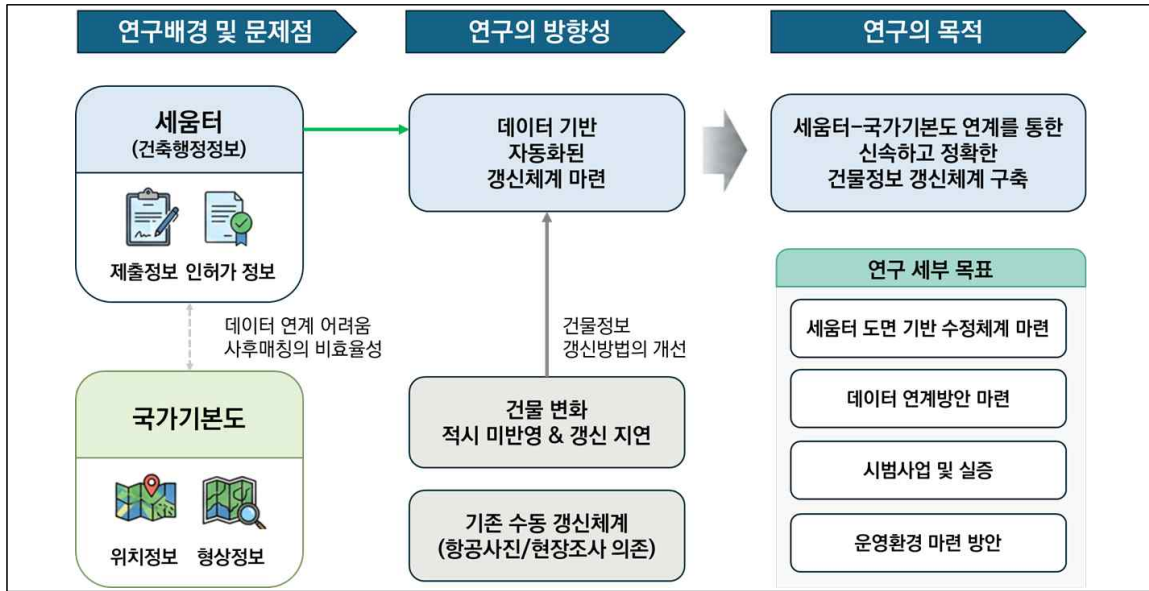 연구배경 및 문제점
연구의 방향성
연구의 목적
세움터
(건축행정정보)
제출정보 인허가 정보
데이터 연계 어려움
사후매칭의 비효율성
국가기본도
위치정보 형상정보
데이터 기반
자동화된
갱신체계 마련
건물정보
갱신방법의 개선
건물 변화
적시 미반영 & 갱신 지연
기존 수동 갱신체계
(항공사진/현장조사 의존)
세움터-국가기본도 연계를 통한
신속하고 정확한
건물정보 갱신체계 구축
연구 세부 목표
세움터 도면 기반 수정체계 마련
데이터 연계방안 마련
시범사업 및 실증
운영환경 마련 방안